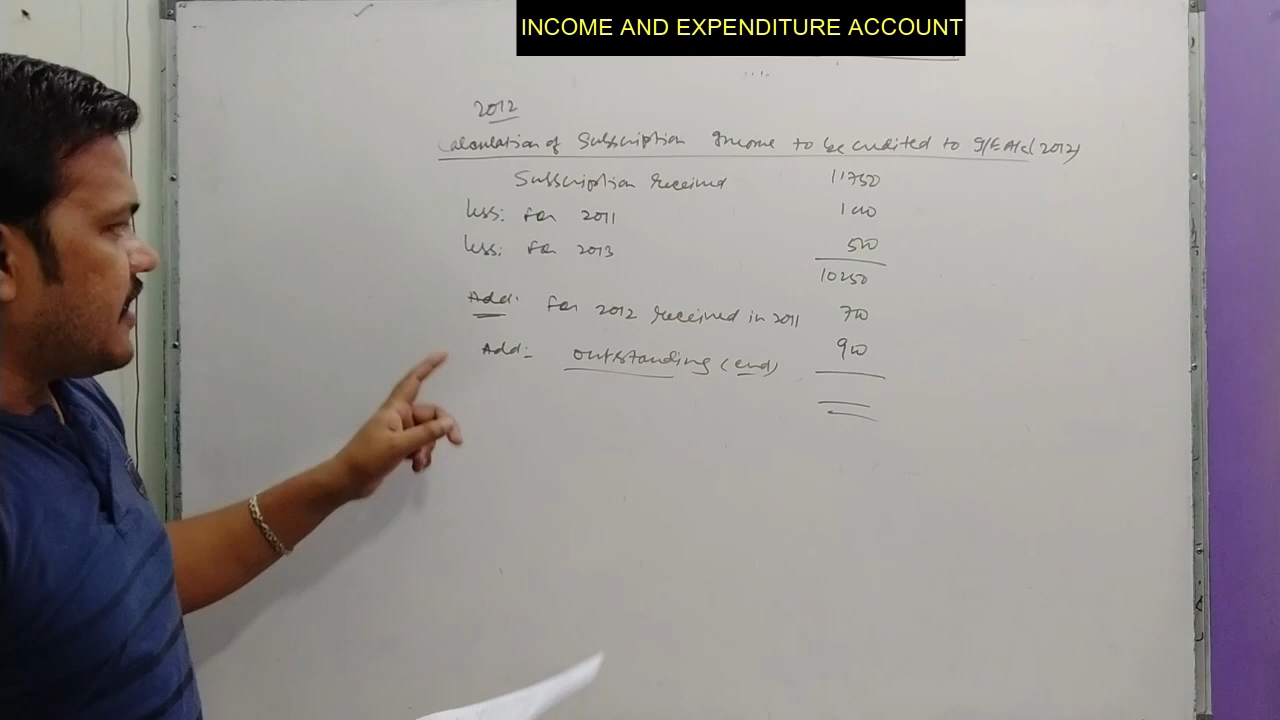 INCOME AND EXPENDITURE ACCOUNT
2012
Calculation of Subscription Income to be credited to I/E A/c (2012)
Subscription received 11750
less: for 2011 1000
less: for 2013 500
10250
Add: for 2012 received in 2011 700
Add:- outstanding (end) 900